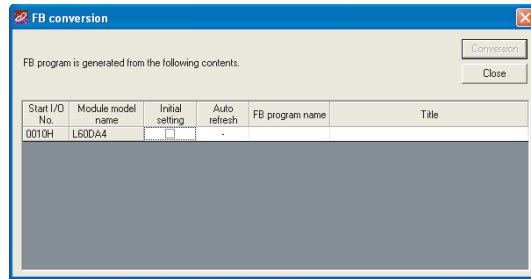 FB conversion
Conversion
FB program is generated from the following contents.
Close
Start I/O No. Module model name Initial setting Auto refresh FB program name Title
0010H L60DA4 -